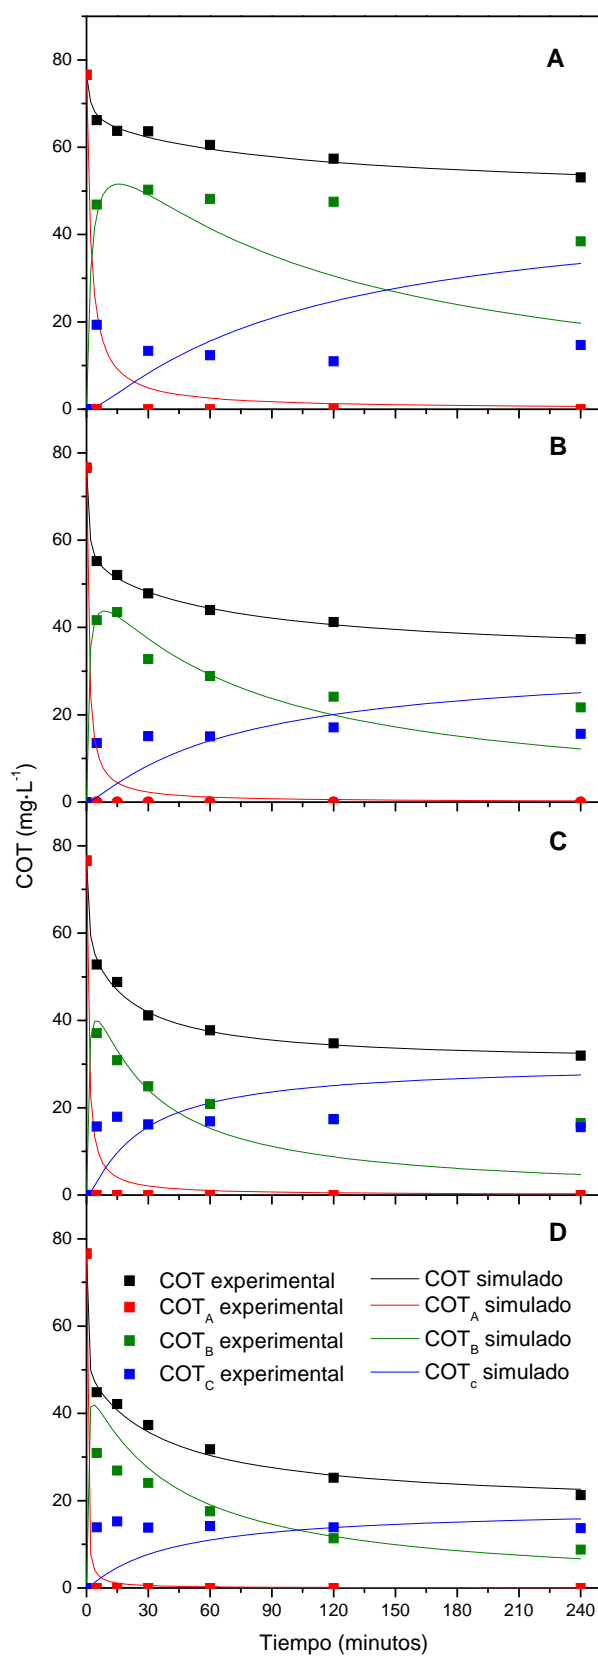 A
80
60
40
20
0
B
80
60
40
20
0
C
80
60
40
20
0
COT (mg·L-1)
D
80
60
40
20
0
COT experimental
COTA experimental
COTB experimental
COTC experimental
COT simulado
COTA simulado
COTB simulado
COTc simulado
0 30 60 90 120 150 180 210 240
Tiempo (minutos)